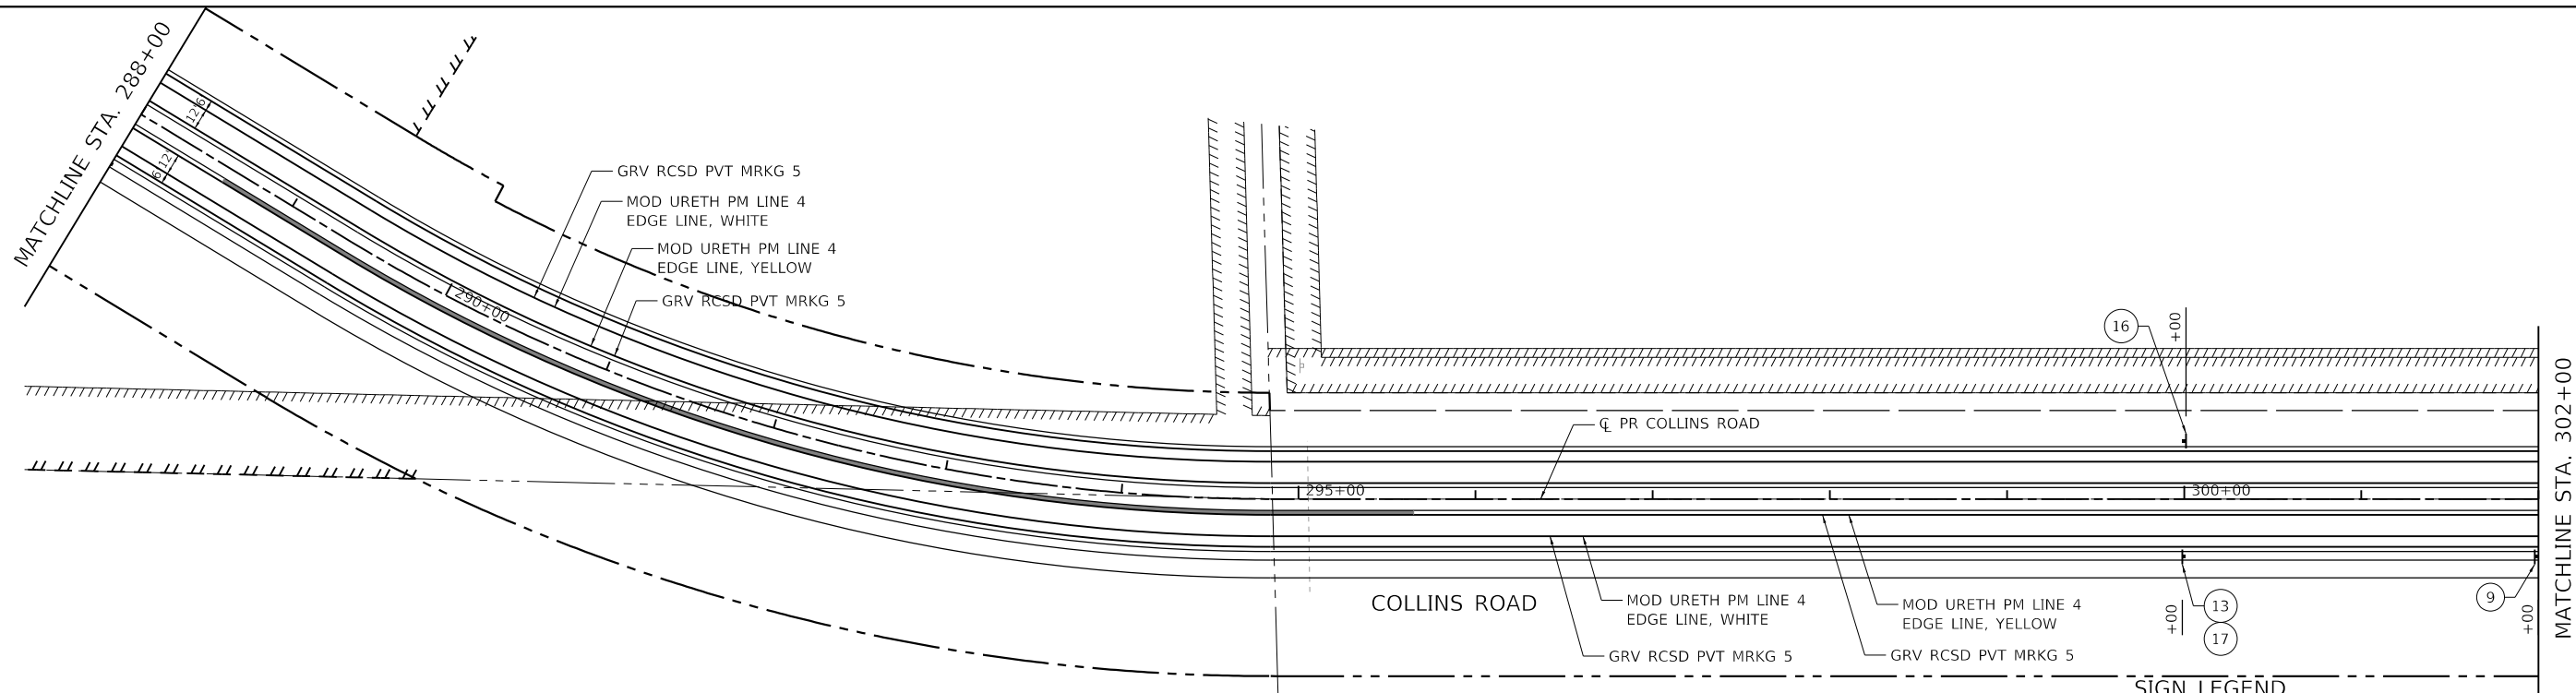 MATCHLINE STA. 288+00
12'
6'
12'
6'
GRV RCSD PVT MRKG 5
MOD URETH PM LINE 4
EDGE LINE, WHITE
MOD URETH PM LINE 4
EDGE LINE, YELLOW
GRV RCSD PVT MRKG 5
290+00
16
+00
℄ PR COLLINS ROAD
295+00
300+00
MATCHLINE STA. 302+00
COLLINS ROAD
MOD URETH PM LINE 4
EDGE LINE, WHITE
GRV RCSD PVT MRKG 5
MOD URETH PM LINE 4
EDGE LINE, YELLOW
GRV RCSD PVT MRKG 5
+00
13
17
9
+00
SIGN LEGEND